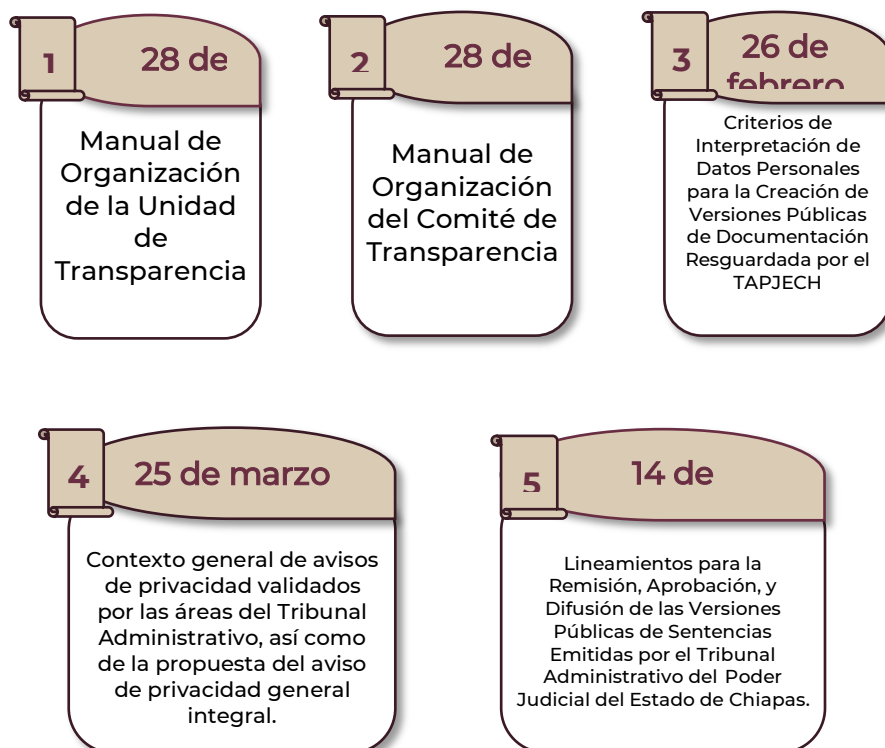 1
28 de
Manual de
Organización
de la Unidad
de
Transparencia
2
28 de
Manual de
Organización
del Comité de
Transparencia
3
26 de
febrero
Criterios de
Interpretación de
Datos Personales
para la Creación de
Versiones Públicas
de Documentación
Resguardada por el
TAPJECH
4
25 de marzo
Contexto general de avisos
de privacidad validados
por las áreas del Tribunal
Administrativo, así como
de la propuesta del aviso
de privacidad general
integral.
5
14 de
Lineamientos para la
Remisión, Aprobación, y
Difusión de las Versiones
Públicas de Sentencias
Emitidas por el Tribunal
Administrativo del Poder
Judicial del Estado de Chiapas.